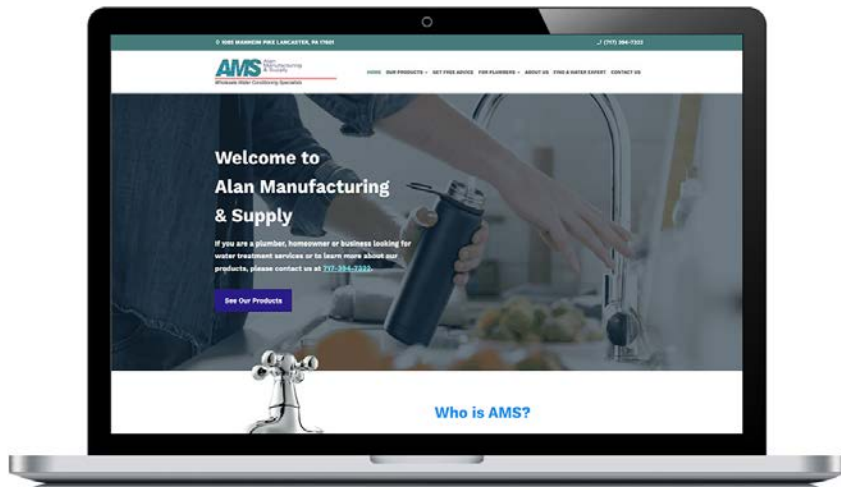 1085 MANHEIM PIKE LANCASTER, PA 17601
(717) 394-7322
AMS Alan
Manufacturing
& Supply
Wholesale Water Conditioning Specialists
HOME OUR PRODUCTS GET FREE ADVICE FOR PLUMBERS ABOUT US FIND A WATER EXPERT CONTACT US
Welcome to
Alan Manufacturing
& Supply
If you are a plumber, homeowner or business looking for
water treatment services or to learn more about our
products, please contact us at 717-394-7322.
See Our Products
Who is AMS?